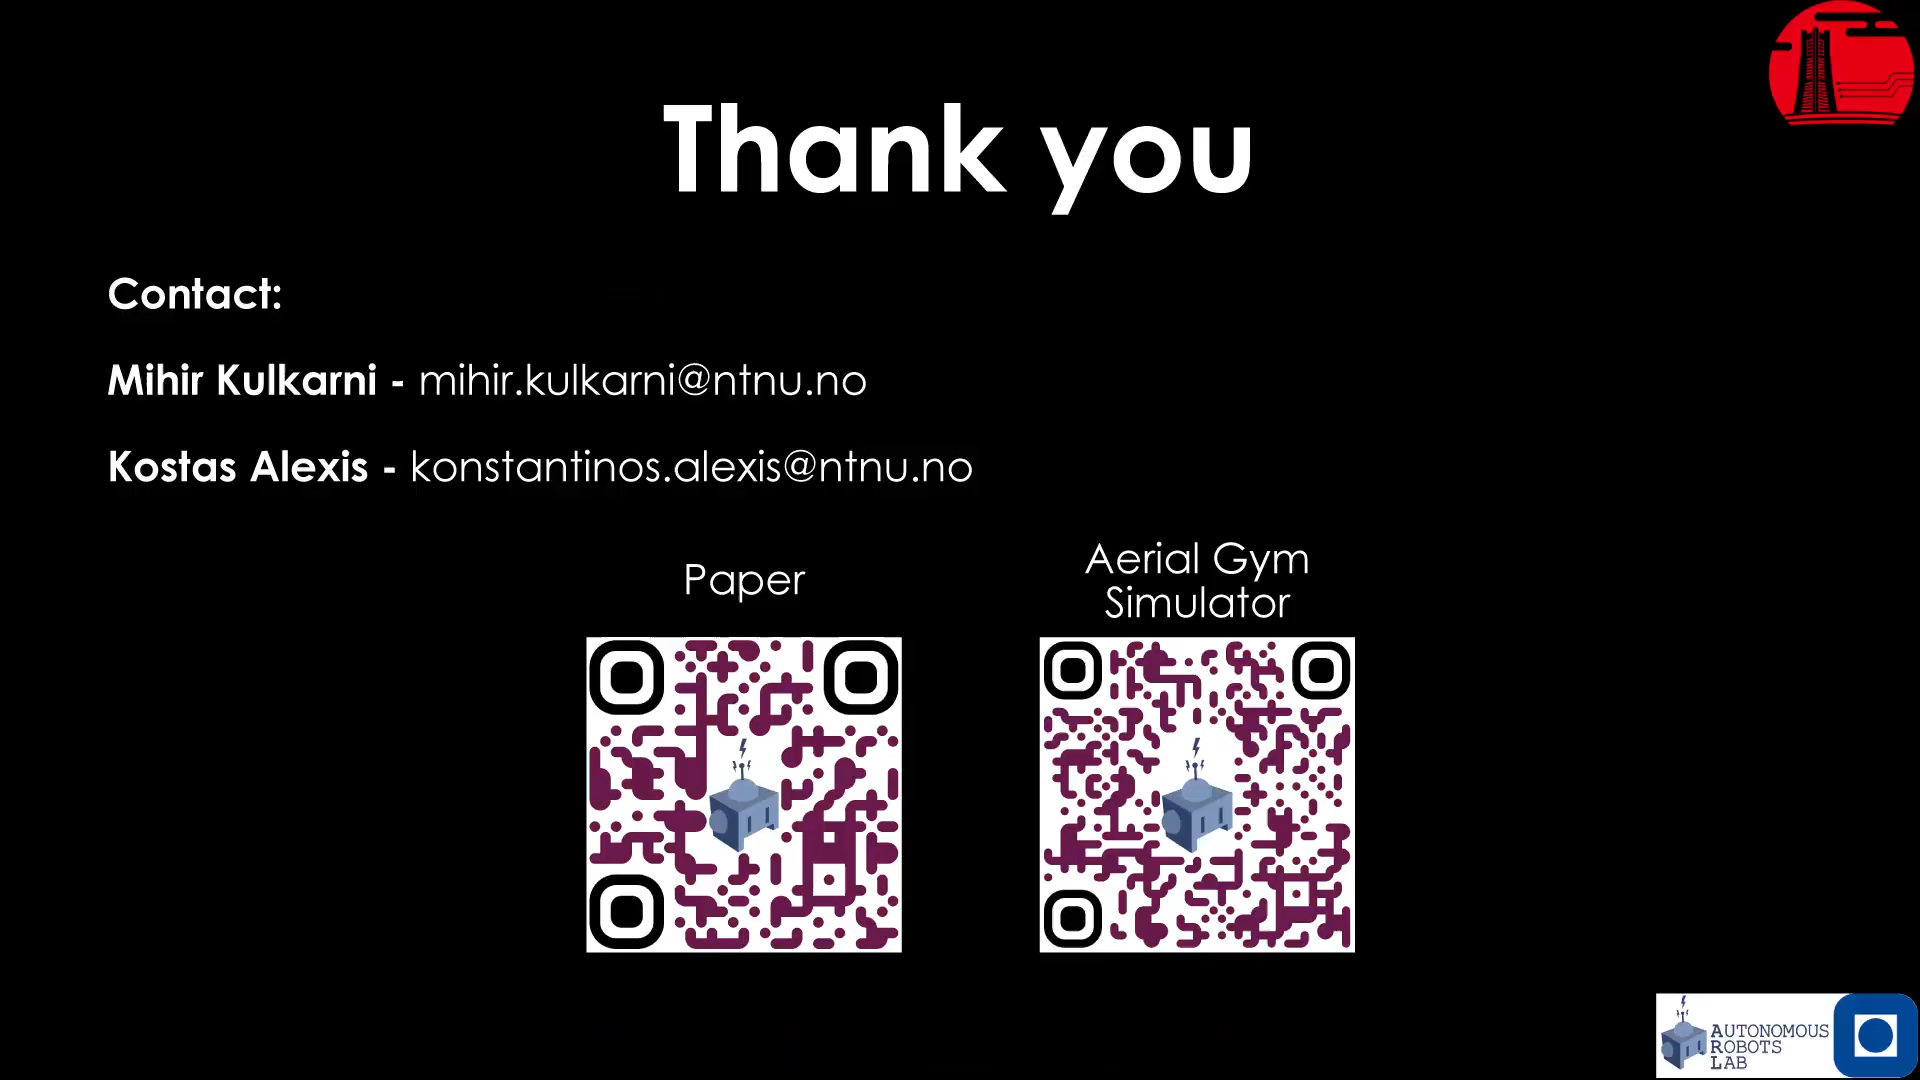 Thank you
Contact:
Mihir Kulkarni - mihir.kulkarni@ntnu.no
Kostas Alexis - konstantinos.alexis@ntnu.no
Paper
Aerial Gym
Simulator
AUTONOMOUS
ROBOTS
LAB